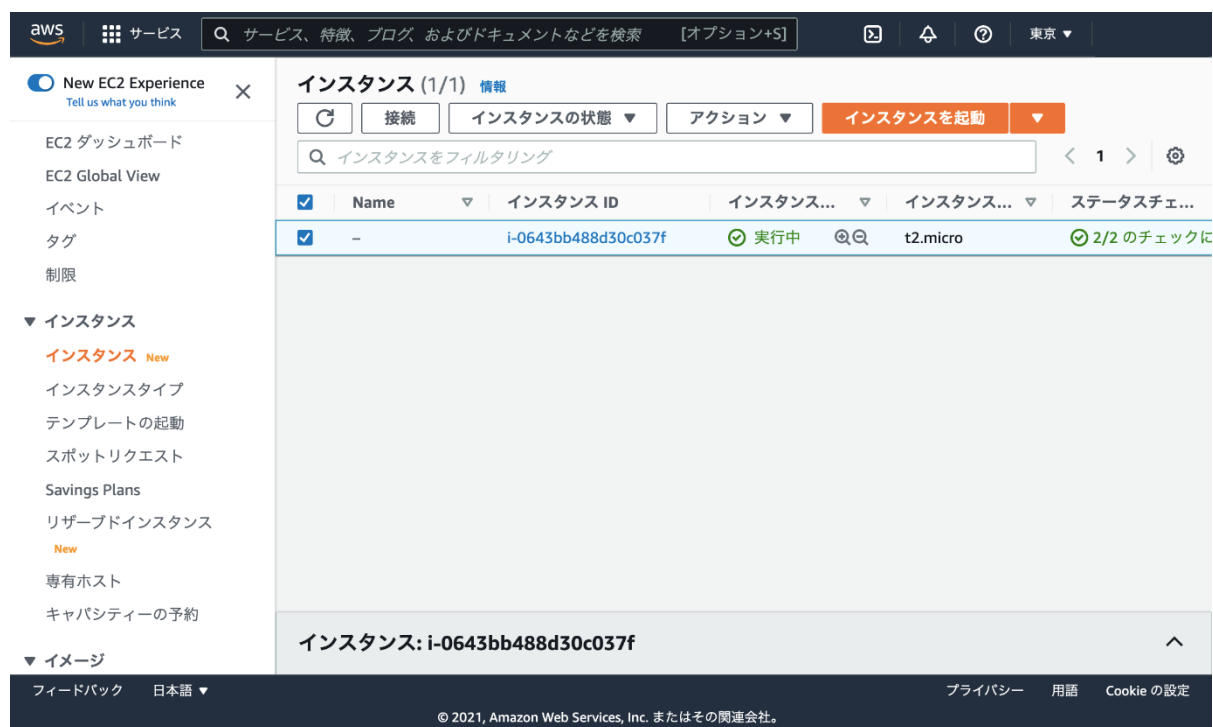 aws サービス サービス、特徴、ブログ、およびドキュメントなどを検索 [オプション+S] 東京 ▼
New EC2 Experience
Tell us what you think
EC2 ダッシュボード
EC2 Global View
イベント
タグ
制限
▼ インスタンス
インスタンス New
インスタンスタイプ
テンプレートの起動
スポットリクエスト
Savings Plans
リザーブドインスタンス
New
専有ホスト
キャパシティーの予約
▼ イメージ
インスタンス (1/1) 情報
接続 インスタンスの状態 ▼ アクション ▼ インスタンスを起動 ▼
インスタンスをフィルタリング 1
Name インスタンス ID インスタンス... インスタンス... ステータスチェ...
– i-0643bb488d30c037f 実行中 t2.micro 2/2 のチェックに
インスタンス: i-0643bb488d30c037f
フィードバック 日本語 ▼ プライバシー 用語 Cookie の設定
© 2021, Amazon Web Services, Inc. またはその関連会社。